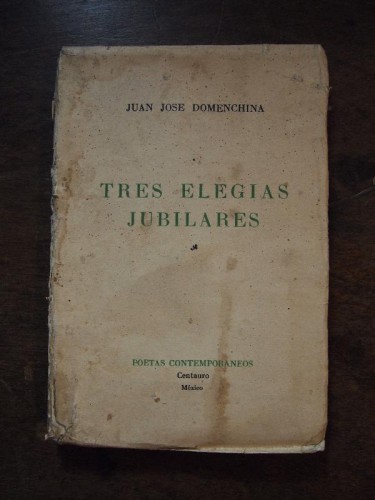 JUAN JOSE DOMENCHINA
TRES ELEGIAS
JUBILARES
POETAS CONTEMPORANEOS
Centauro
México